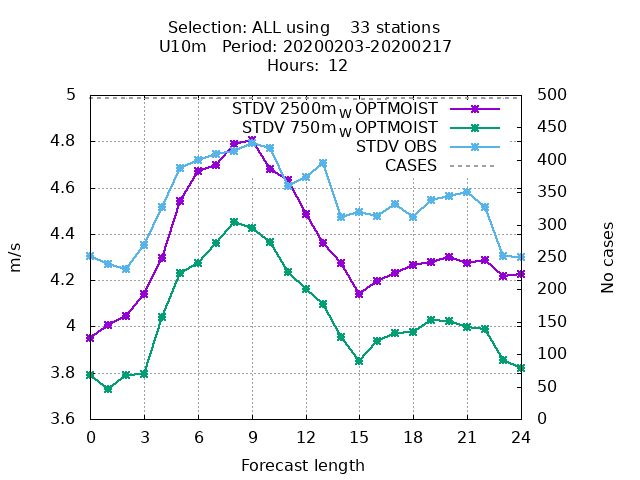 Selection: ALL using 33 stations
U10m Period: 20200203-20200217
Hours: 12
STDV 2500m_W OPTMOIST
STDV 750m_W OPTMOIST
STDV OBS
CASES
5
4.8
4.6
4.4
4.2
4
3.8
3.6
m/s
500
450
400
350
300
250
200
150
100
50
0
No cases
0 3 6 9 12 15 18 21 24
Forecast length